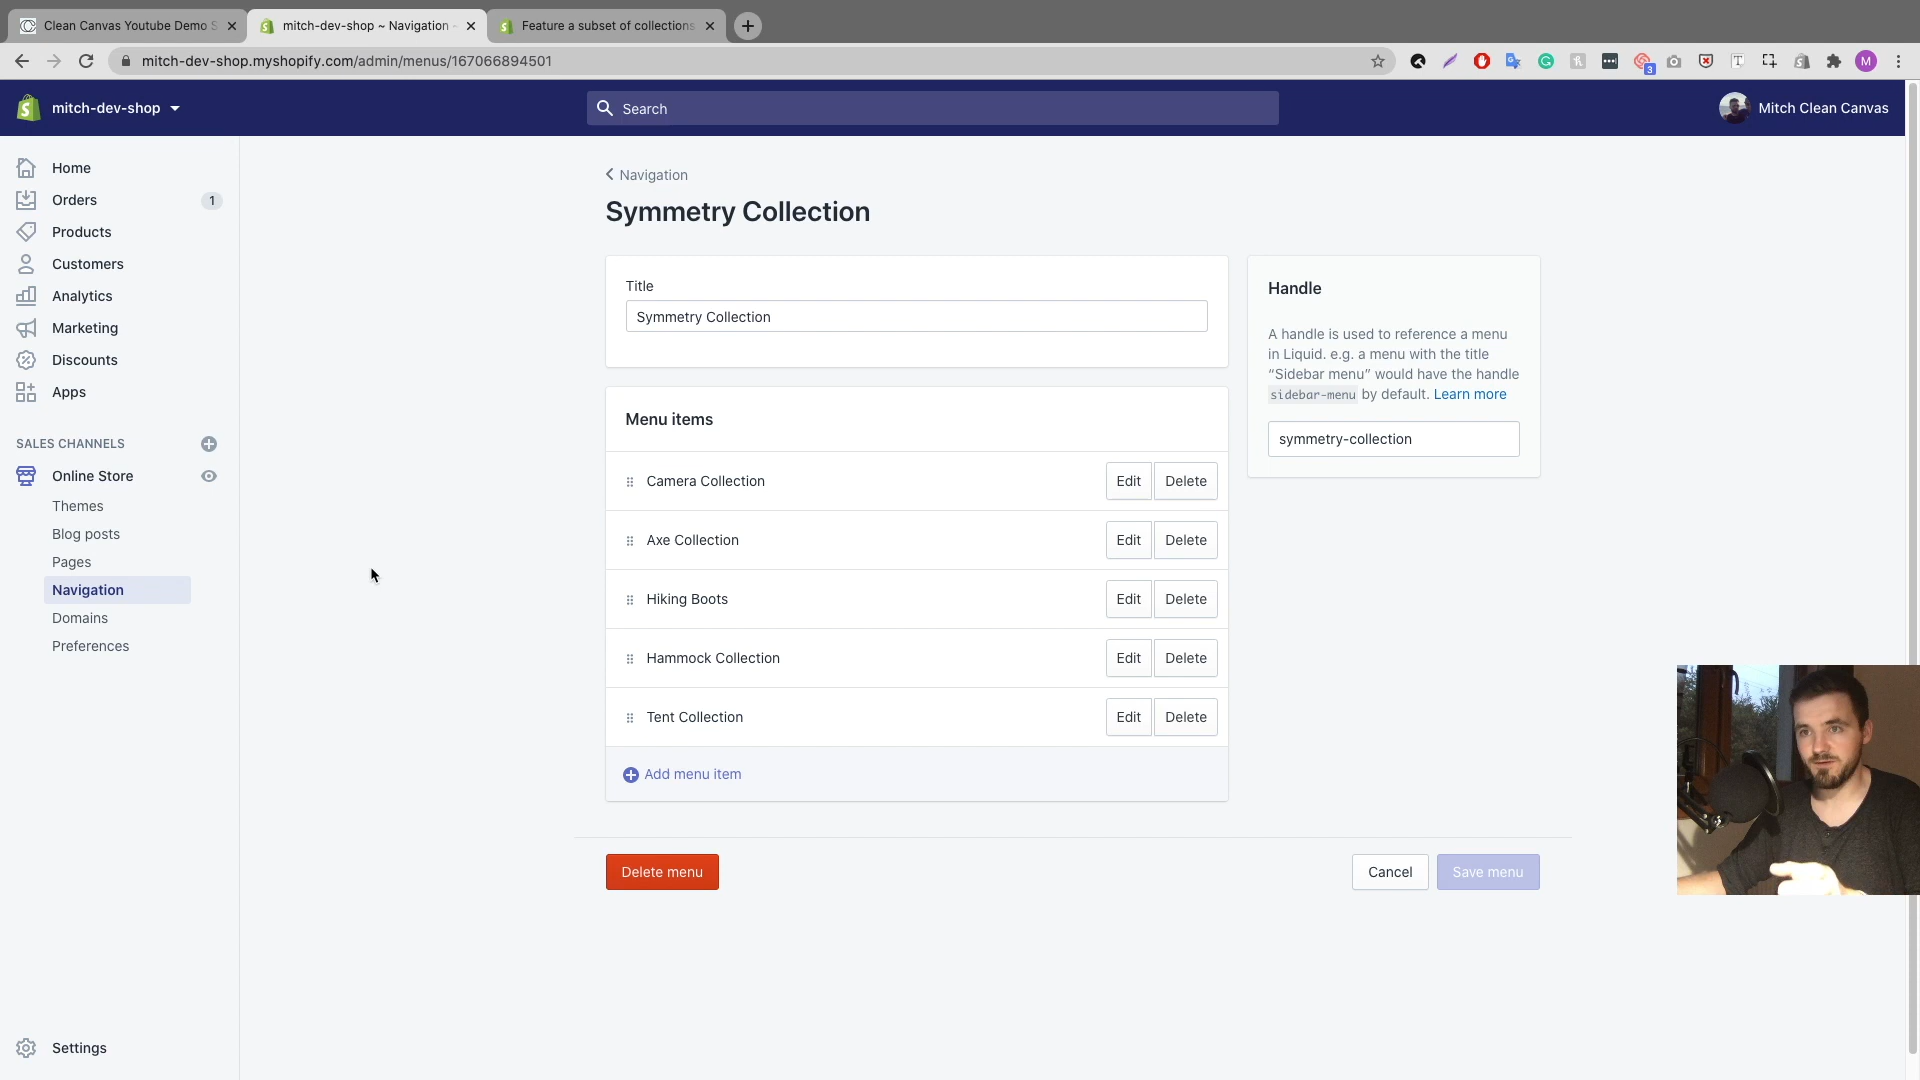 Clean Canvas Youtube Demo S
mitch-dev-shop ~ Navigation ~
Feature a subset of collections
mitch-dev-shop.myshopify.com/admin/menus/167066894501
3
M
mitch-dev-shop
Search
Mitch Clean Canvas
Home
Orders
1
Products
Customers
Analytics
Marketing
Discounts
Apps
SALES CHANNELS
Online Store
Themes
Blog posts
Pages
Navigation
Domains
Preferences
Settings
Navigation
Symmetry Collection
Title
Symmetry Collection
Menu items
Camera Collection
Edit
Delete
Axe Collection
Edit
Delete
Hiking Boots
Edit
Delete
Hammock Collection
Edit
Delete
Tent Collection
Edit
Delete
Add menu item
Handle
A handle is used to reference a menu
in Liquid. e.g. a menu with the title
“Sidebar menu” would have the handle
sidebar-menu by default. Learn more
symmetry-collection
Delete menu
Cancel
Save menu